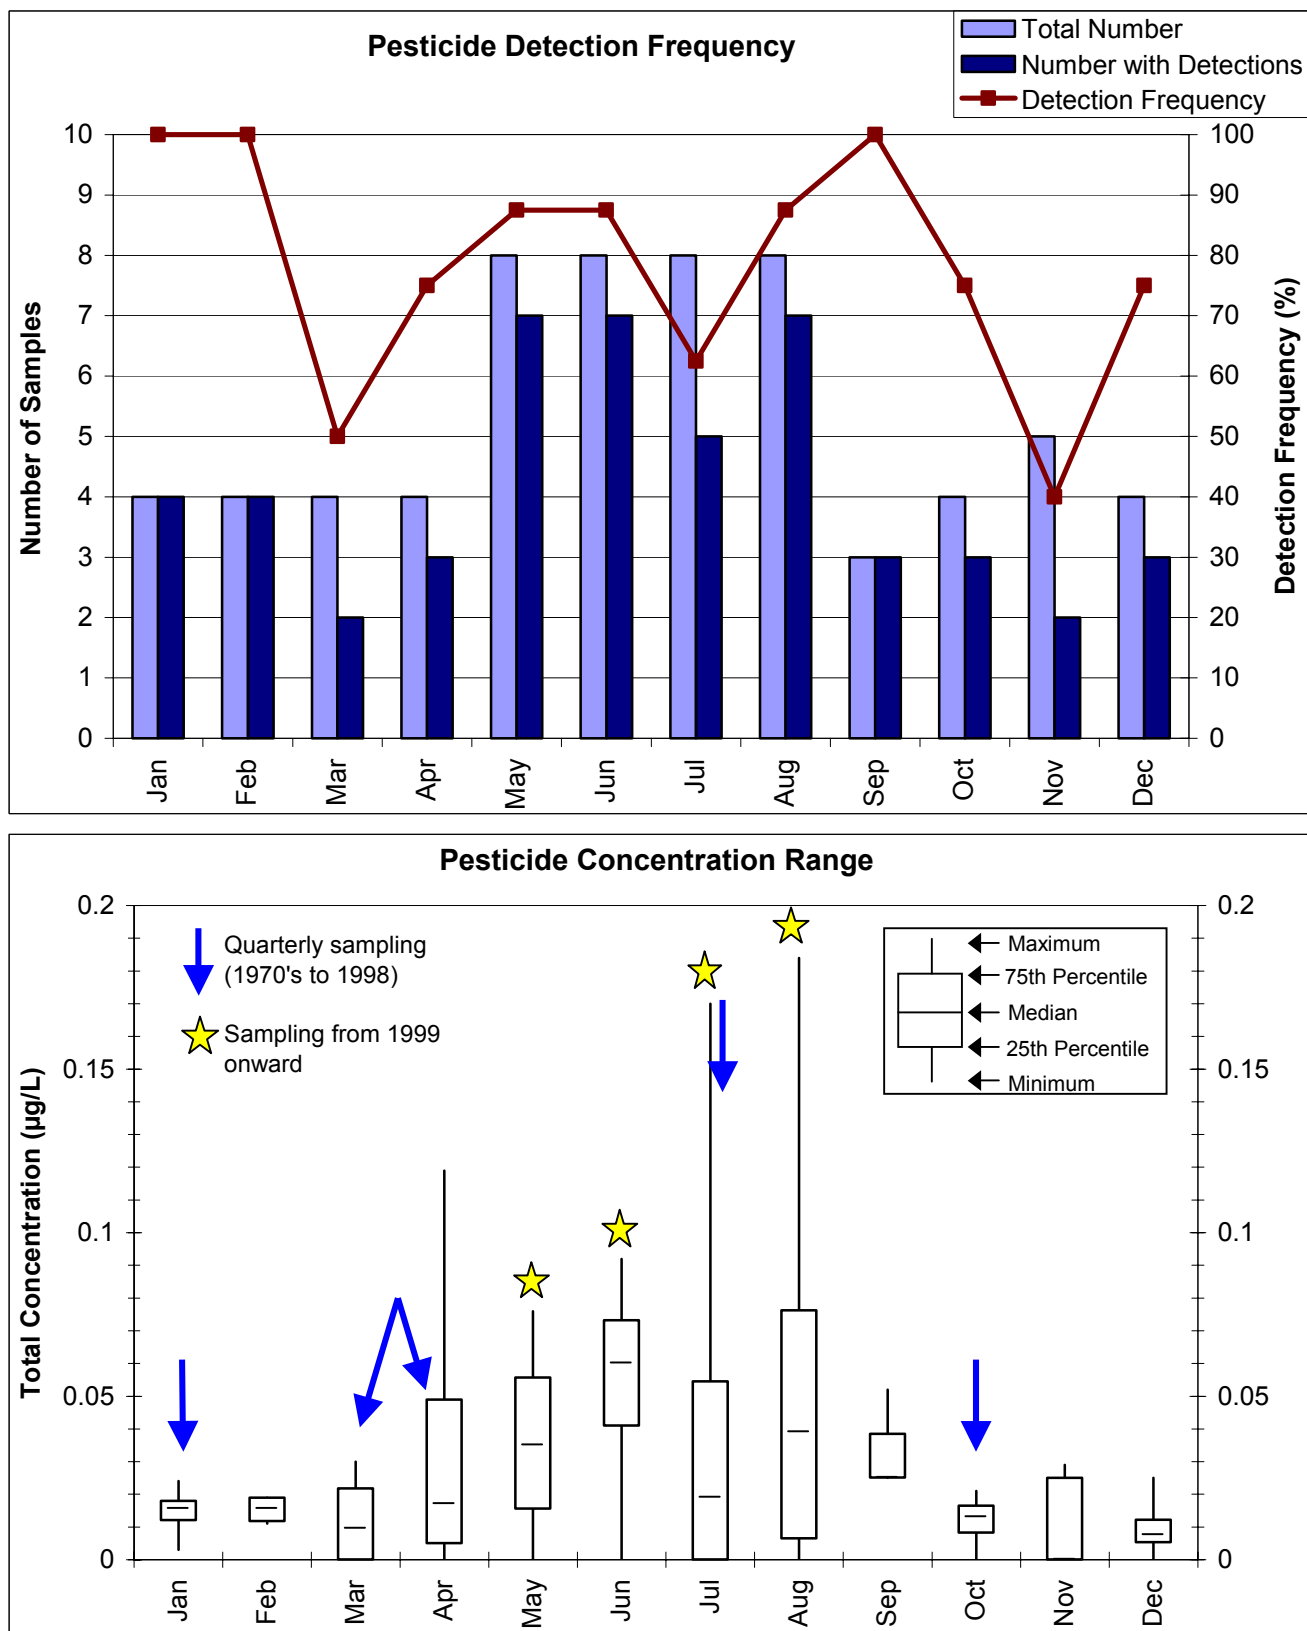 Pesticide Detection Frequency
Total Number
Number with Detections
Detection Frequency
Number of Samples
10
9
8
7
6
5
4
3
2
1
0
100
90
80
70
60
50
40
30
20
10
0
Detection Frequency (%)
Jan
Feb
Mar
Apr
May
Jun
Jul
Aug
Sep
Oct
Nov
Dec
Pesticide Concentration Range
Total Concentration (µg/L)
0.2
0.15
0.1
0.05
0
Quarterly sampling
(1970's to 1998)
Sampling from 1999
onward
Maximum
75th Percentile
Median
25th Percentile
Minimum
0.2
0.15
0.1
0.05
0
Jan
Feb
Mar
Apr
May
Jun
Jul
Aug
Sep
Oct
Nov
Dec